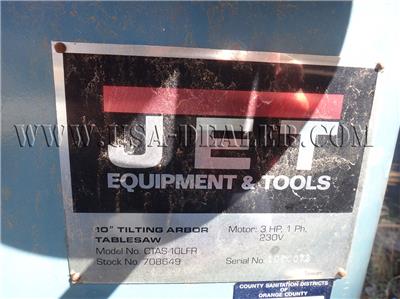 WWW.USA-DEALER.COM
JET
EQUIPMENT & TOOLS
10" TILTING ARBOR
TABLESAW
Model No. CTAS-10LFR
Stock No. 708649
Motor: 3 HP, 1 Ph.
230V
Serial No.
COUNTY SANITATION DISTRICTS
OF
ORANGE COUNTY